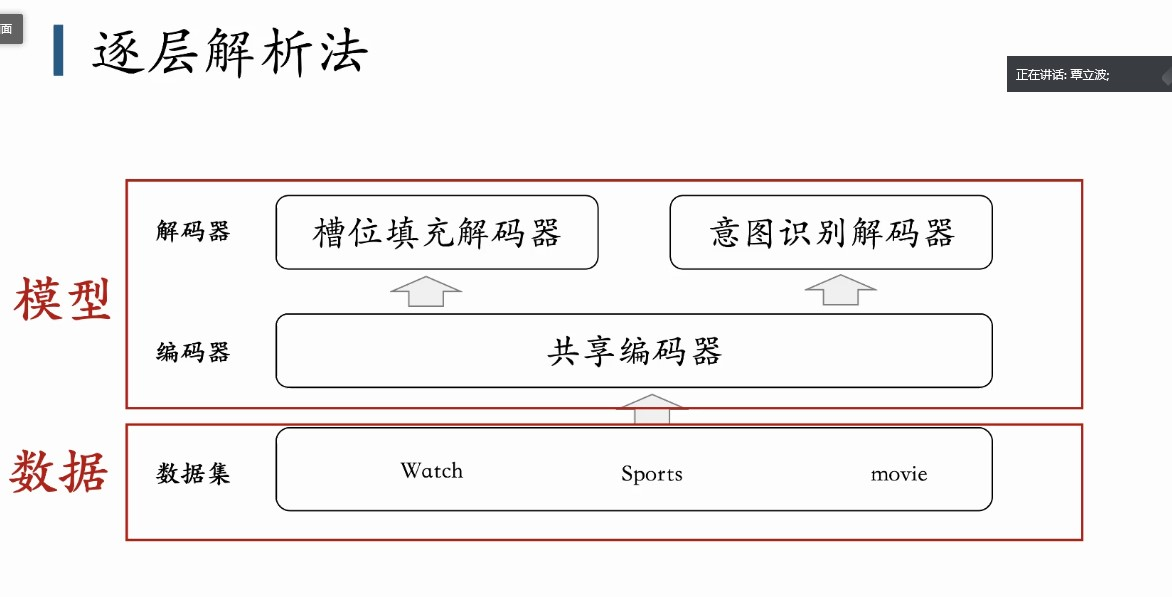 面
逐层解析法
正在讲话: 覃立波;
解码器
槽位填充解码器
意图识别解码器
模型
编码器
共享编码器
数据
数据集
Watch
Sports
movie